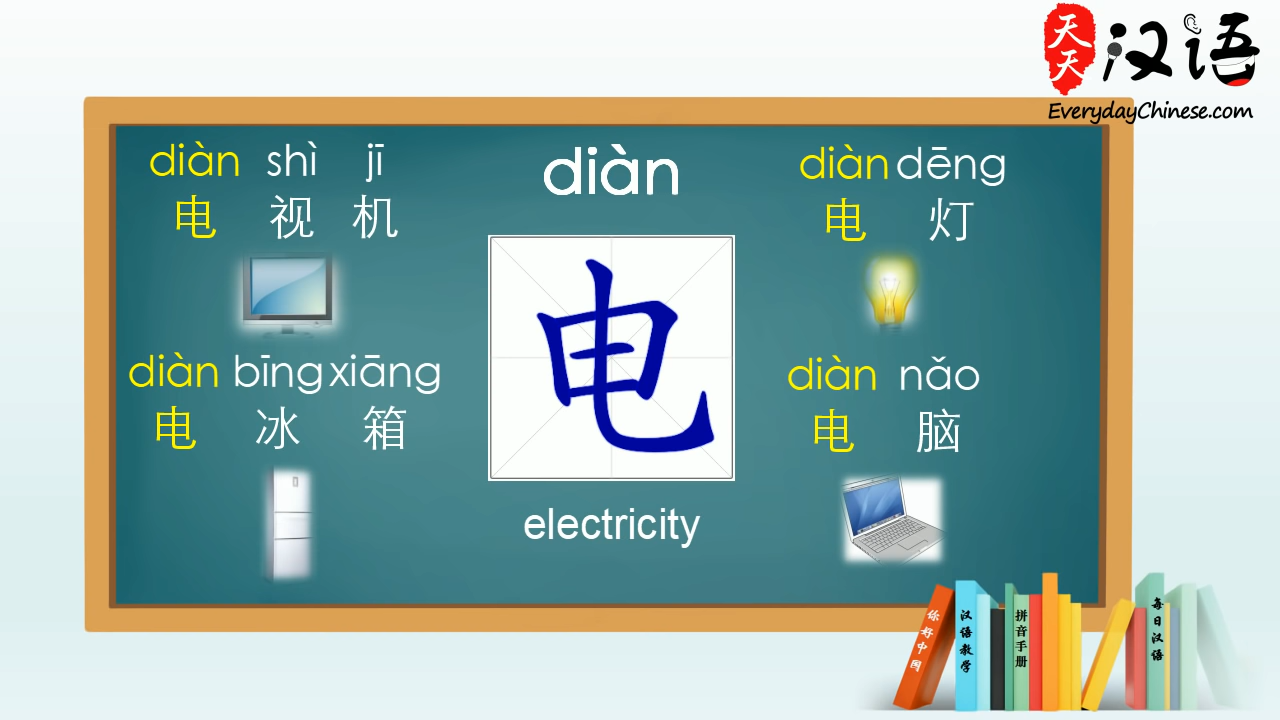 天天汉语
EverydayChinese.com
diàn shì jī
电 视 机
diàn bīng xiāng
电 冰 箱
diàn
电
electricity
diàn dēng
电 灯
diàn nǎo
电 脑
你好中国
汉语教学
拼音手册
每日汉语